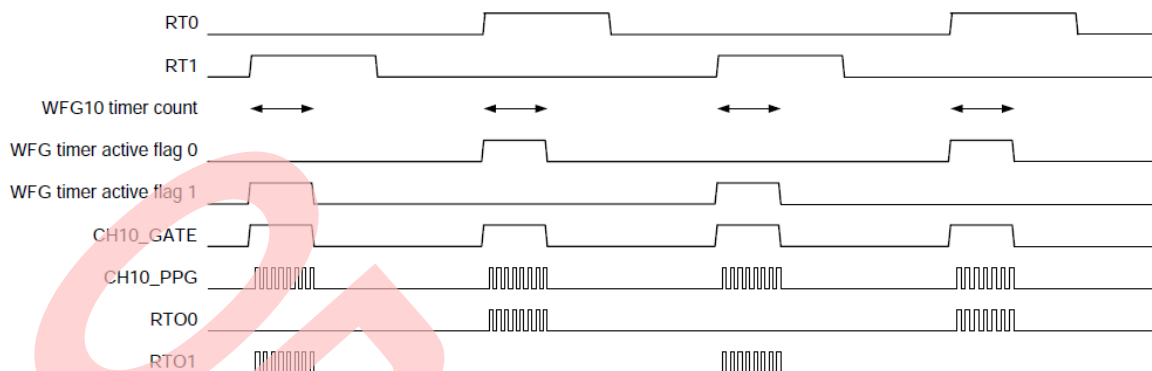 RT0
RT1
WFG10 timer count
WFG timer active flag 0
WFG timer active flag 1
CH10_GATE
CH10_PPG
RTO0
RTO1